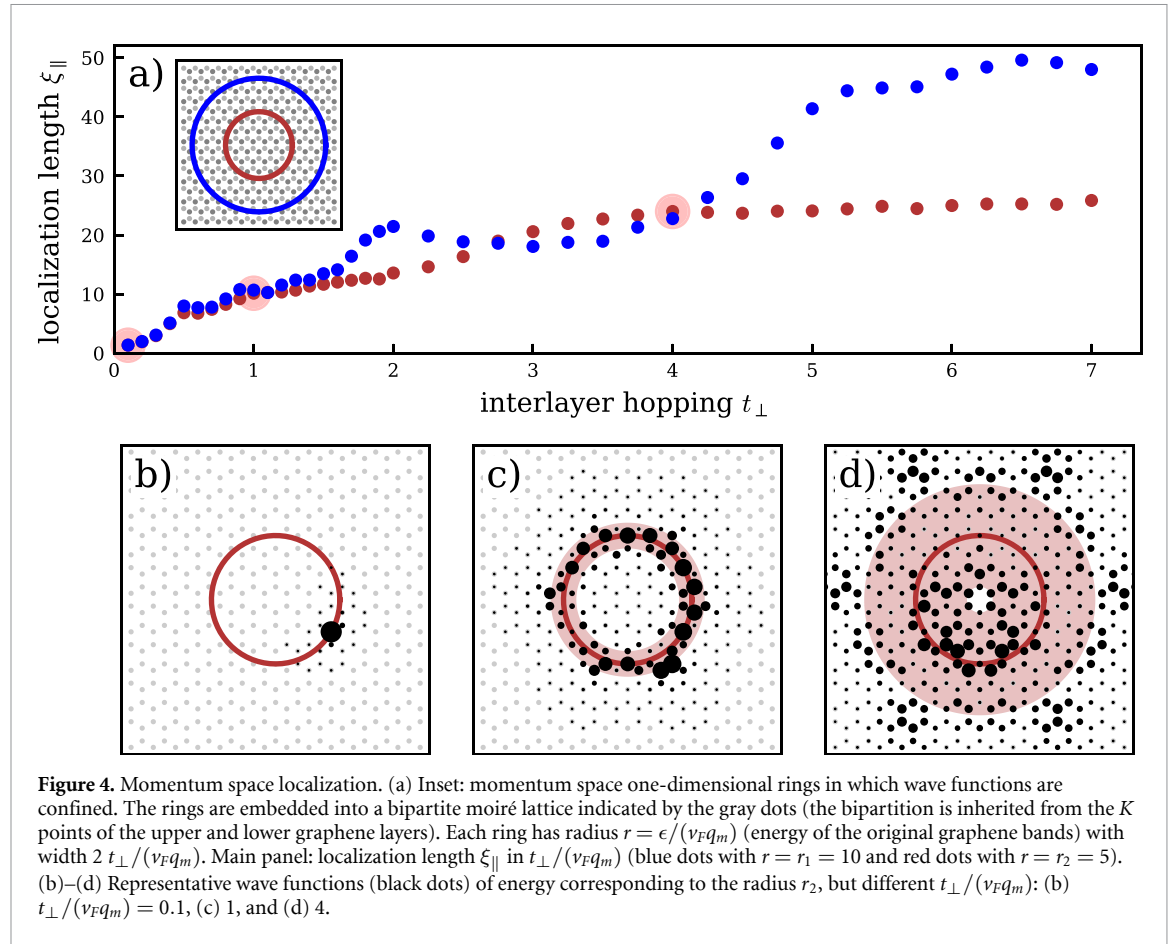 a)
50
40
30
20
10
0
localization length ξ∥
0 1 2 3 4 5 6 7
interlayer hopping t⊥
b) c) d)
Figure 4. Momentum space localization. (a) Inset: momentum space one-dimensional rings in which wave functions are
confined. The rings are embedded into a bipartite moiré lattice indicated by the gray dots (the bipartition is inherited from the K
points of the upper and lower graphene layers). Each ring has radius r = ϵ/(νFqm) (energy of the original graphene bands) with
width 2 t⊥/(νFqm). Main panel: localization length ξ∥ in t⊥/(νFqm) (blue dots with r = r1 = 10 and red dots with r = r2 = 5).
(b)–(d) Representative wave functions (black dots) of energy corresponding to the radius r2, but different t⊥/(νFqm): (b)
t⊥/(νFqm) = 0.1, (c) 1, and (d) 4.